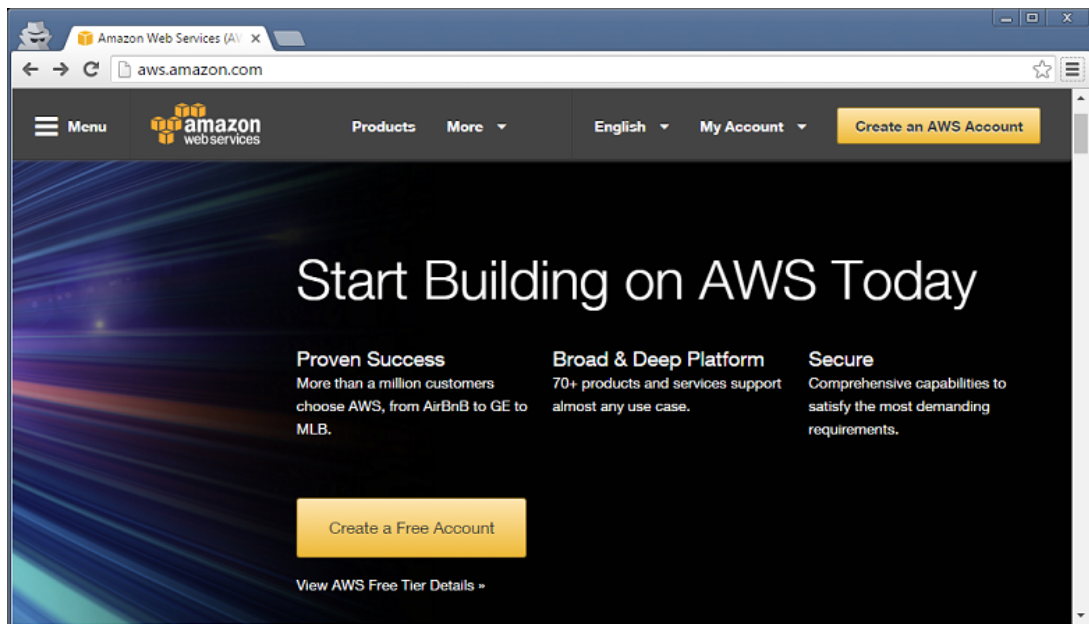 Amazon Web Services (AV
aws.amazon.com
Menu
amazon
webservices
Products
More
English
My Account
Create an AWS Account
Start Building on AWS Today
Proven Success
More than a million customers
choose AWS, from AirBnB to GE to
MLB.
Broad & Deep Platform
70+ products and services support
almost any use case.
Secure
Comprehensive capabilities to
satisfy the most demanding
requirements.
Create a Free Account
View AWS Free Tier Details »